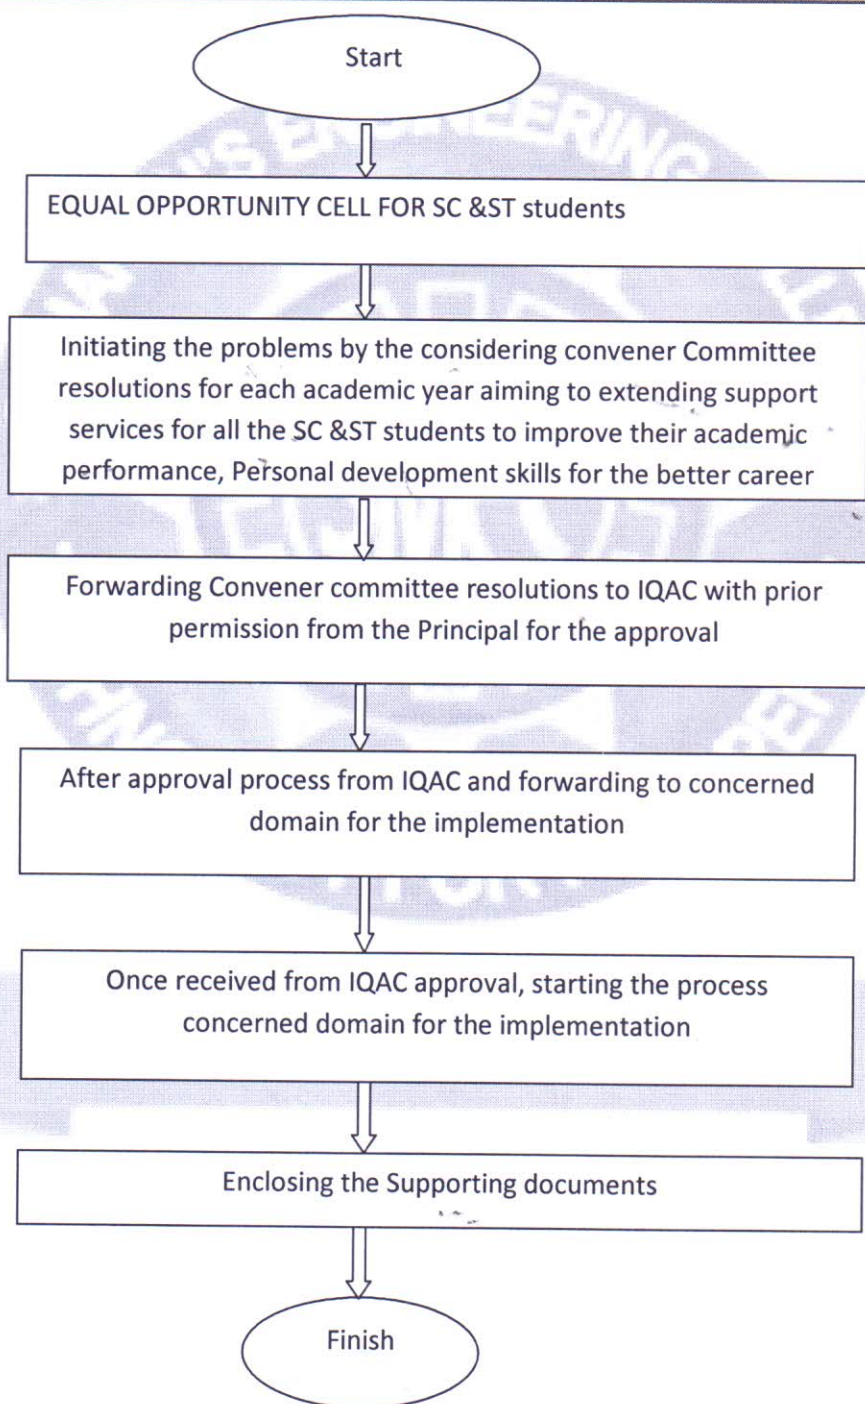 Start
EQUAL OPPORTUNITY CELL FOR SC &ST students
Initiating the problems by the considering convener Committee
resolutions for each academic year aiming to extending support
services for all the SC &ST students to improve their academic
performance, Personal development skills for the better career
Forwarding Convener committee resolutions to IQAC with prior
permission from the Principal for the approval
After approval process from IQAC and forwarding to concerned
domain for the implementation
Once received from IQAC approval, starting the process
concerned domain for the implementation
Enclosing the Supporting documents
Finish